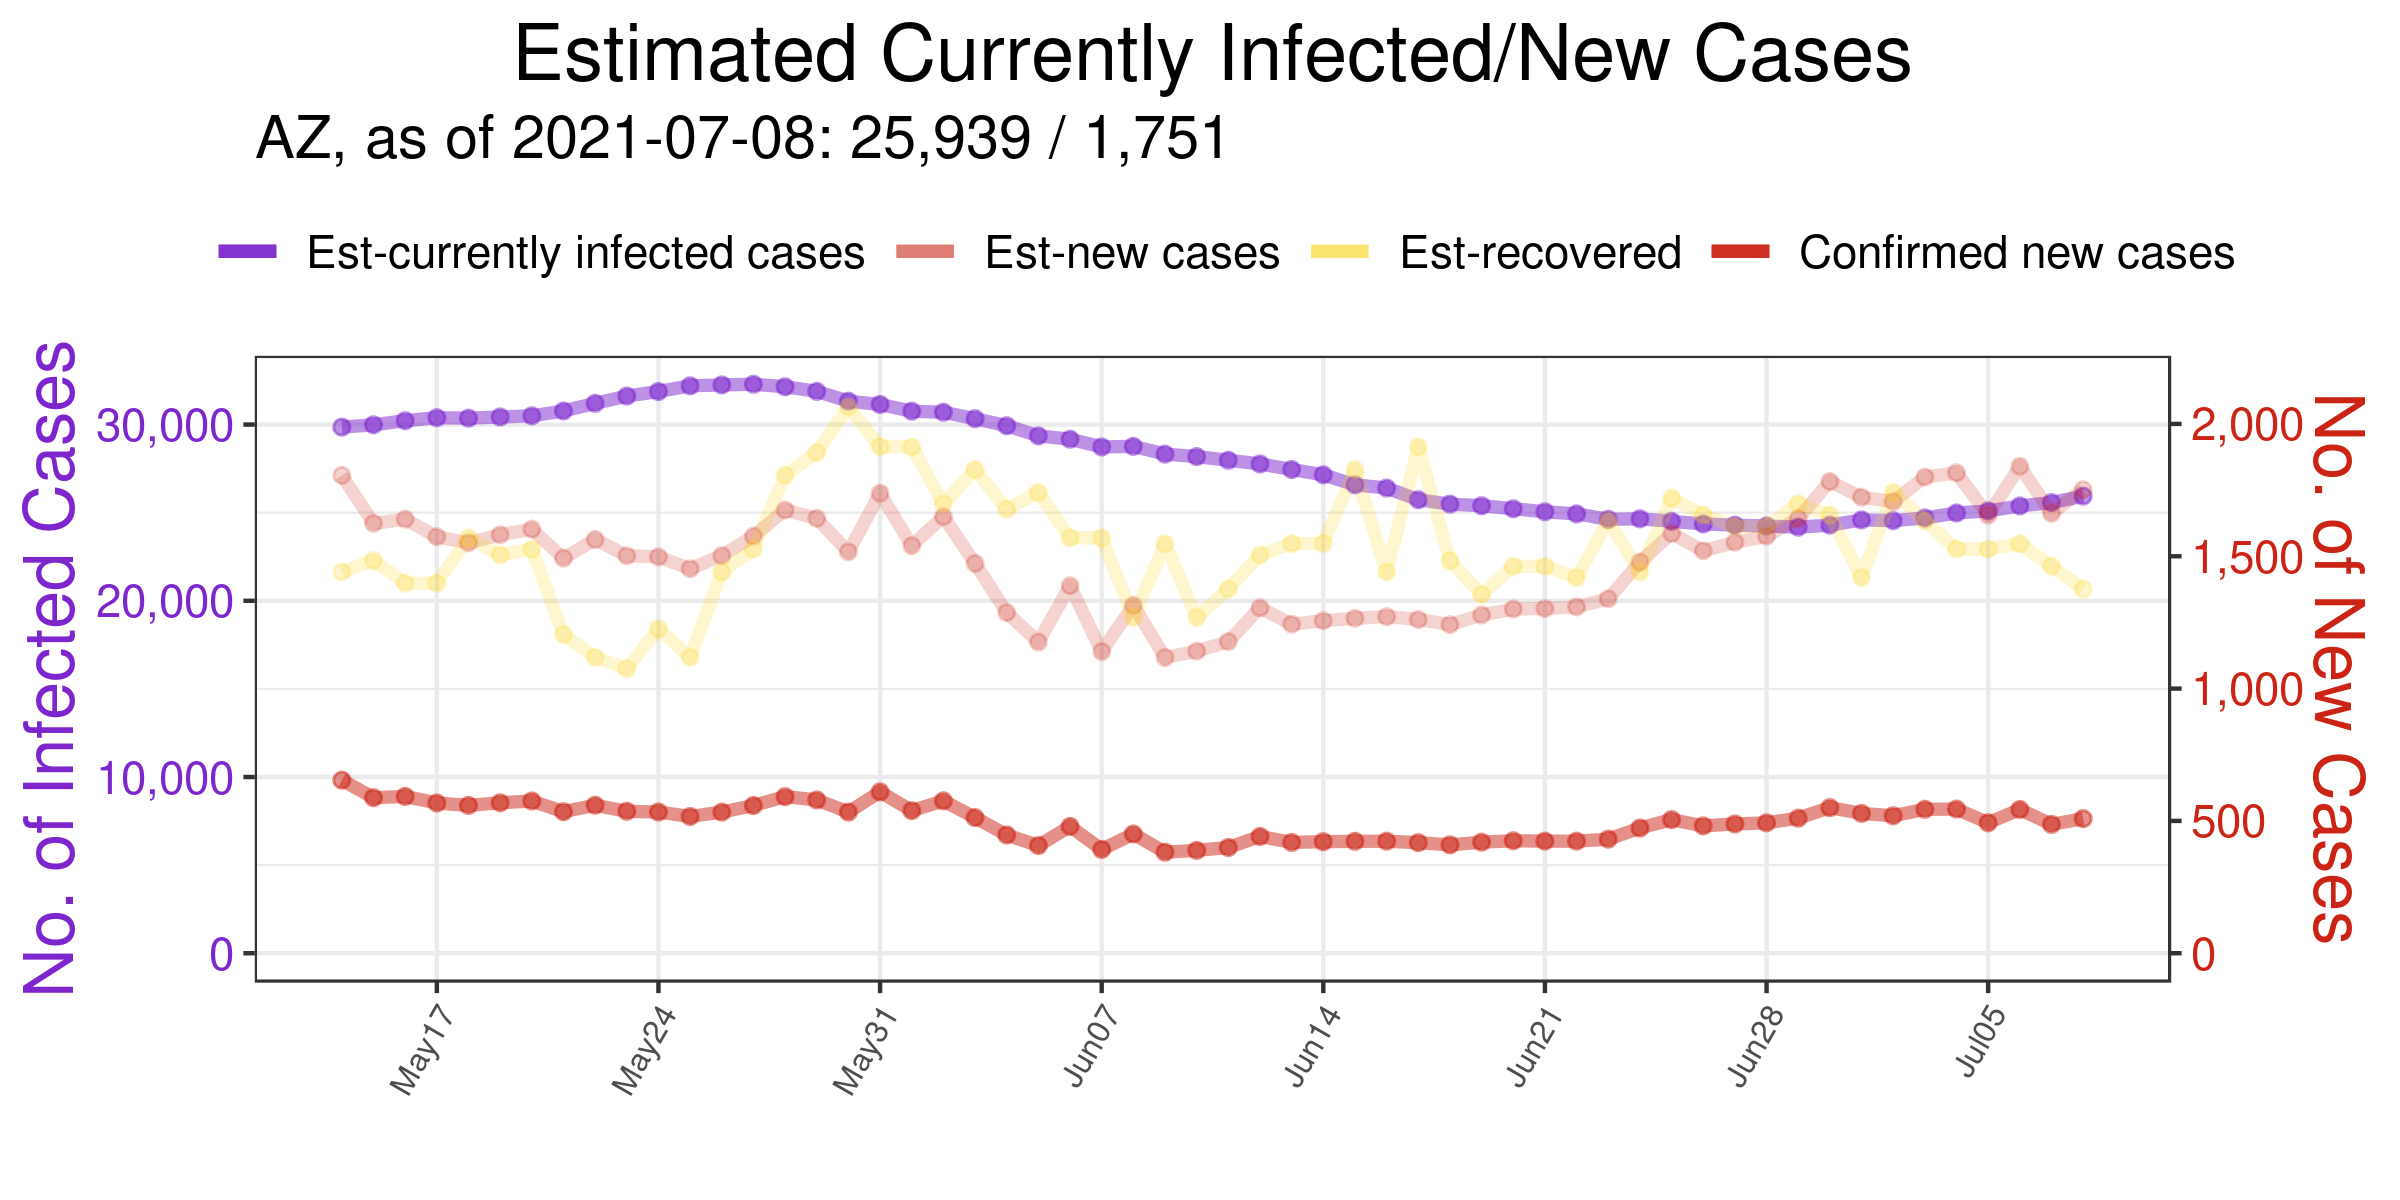 Estimated Currently Infected/New Cases
AZ, as of 2021-07-08: 25,939 / 1,751
Est-currently infected cases
Est-new cases
Est-recovered
Confirmed new cases
No. of Infected Cases
30,000
20,000
10,000
0
No. of New Cases
2,000
1,500
1,000
500
0
May17
May24
May31
Jun07
Jun14
Jun21
Jun28
Jul05